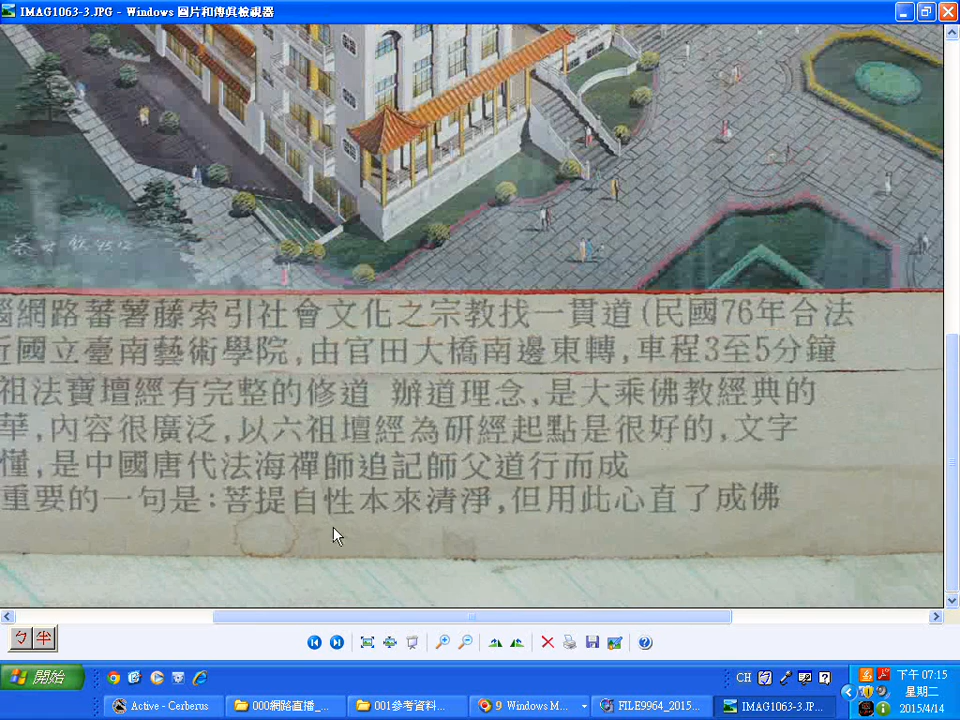 IMAG1063-3.JPG - Windows 圖片和傳真檢視器
腦網路蕃薯藤索引社會文化之宗教找一貫道(民國76年合法
近國立臺南藝術學院,由官田大橋南邊東轉,車程3至5分鐘
祖法寶壇經有完整的修道 辦道理念,是大乘佛教經典的
華,內容很廣泛,以六祖壇經為研經起點是很好的,文字
懂,是中國唐代法海禪師追記師父道行而成
重要的一句是:菩提自性本來清淨,但用此心直了成佛
ㄅ 半
開始
CH
下午 07:15
星期二
2015/4/14
Active - Cerberus
000網路直播_...
001參考資料...
9 Windows M...
FILE9964_2015...
IMAG1063-3.JP...